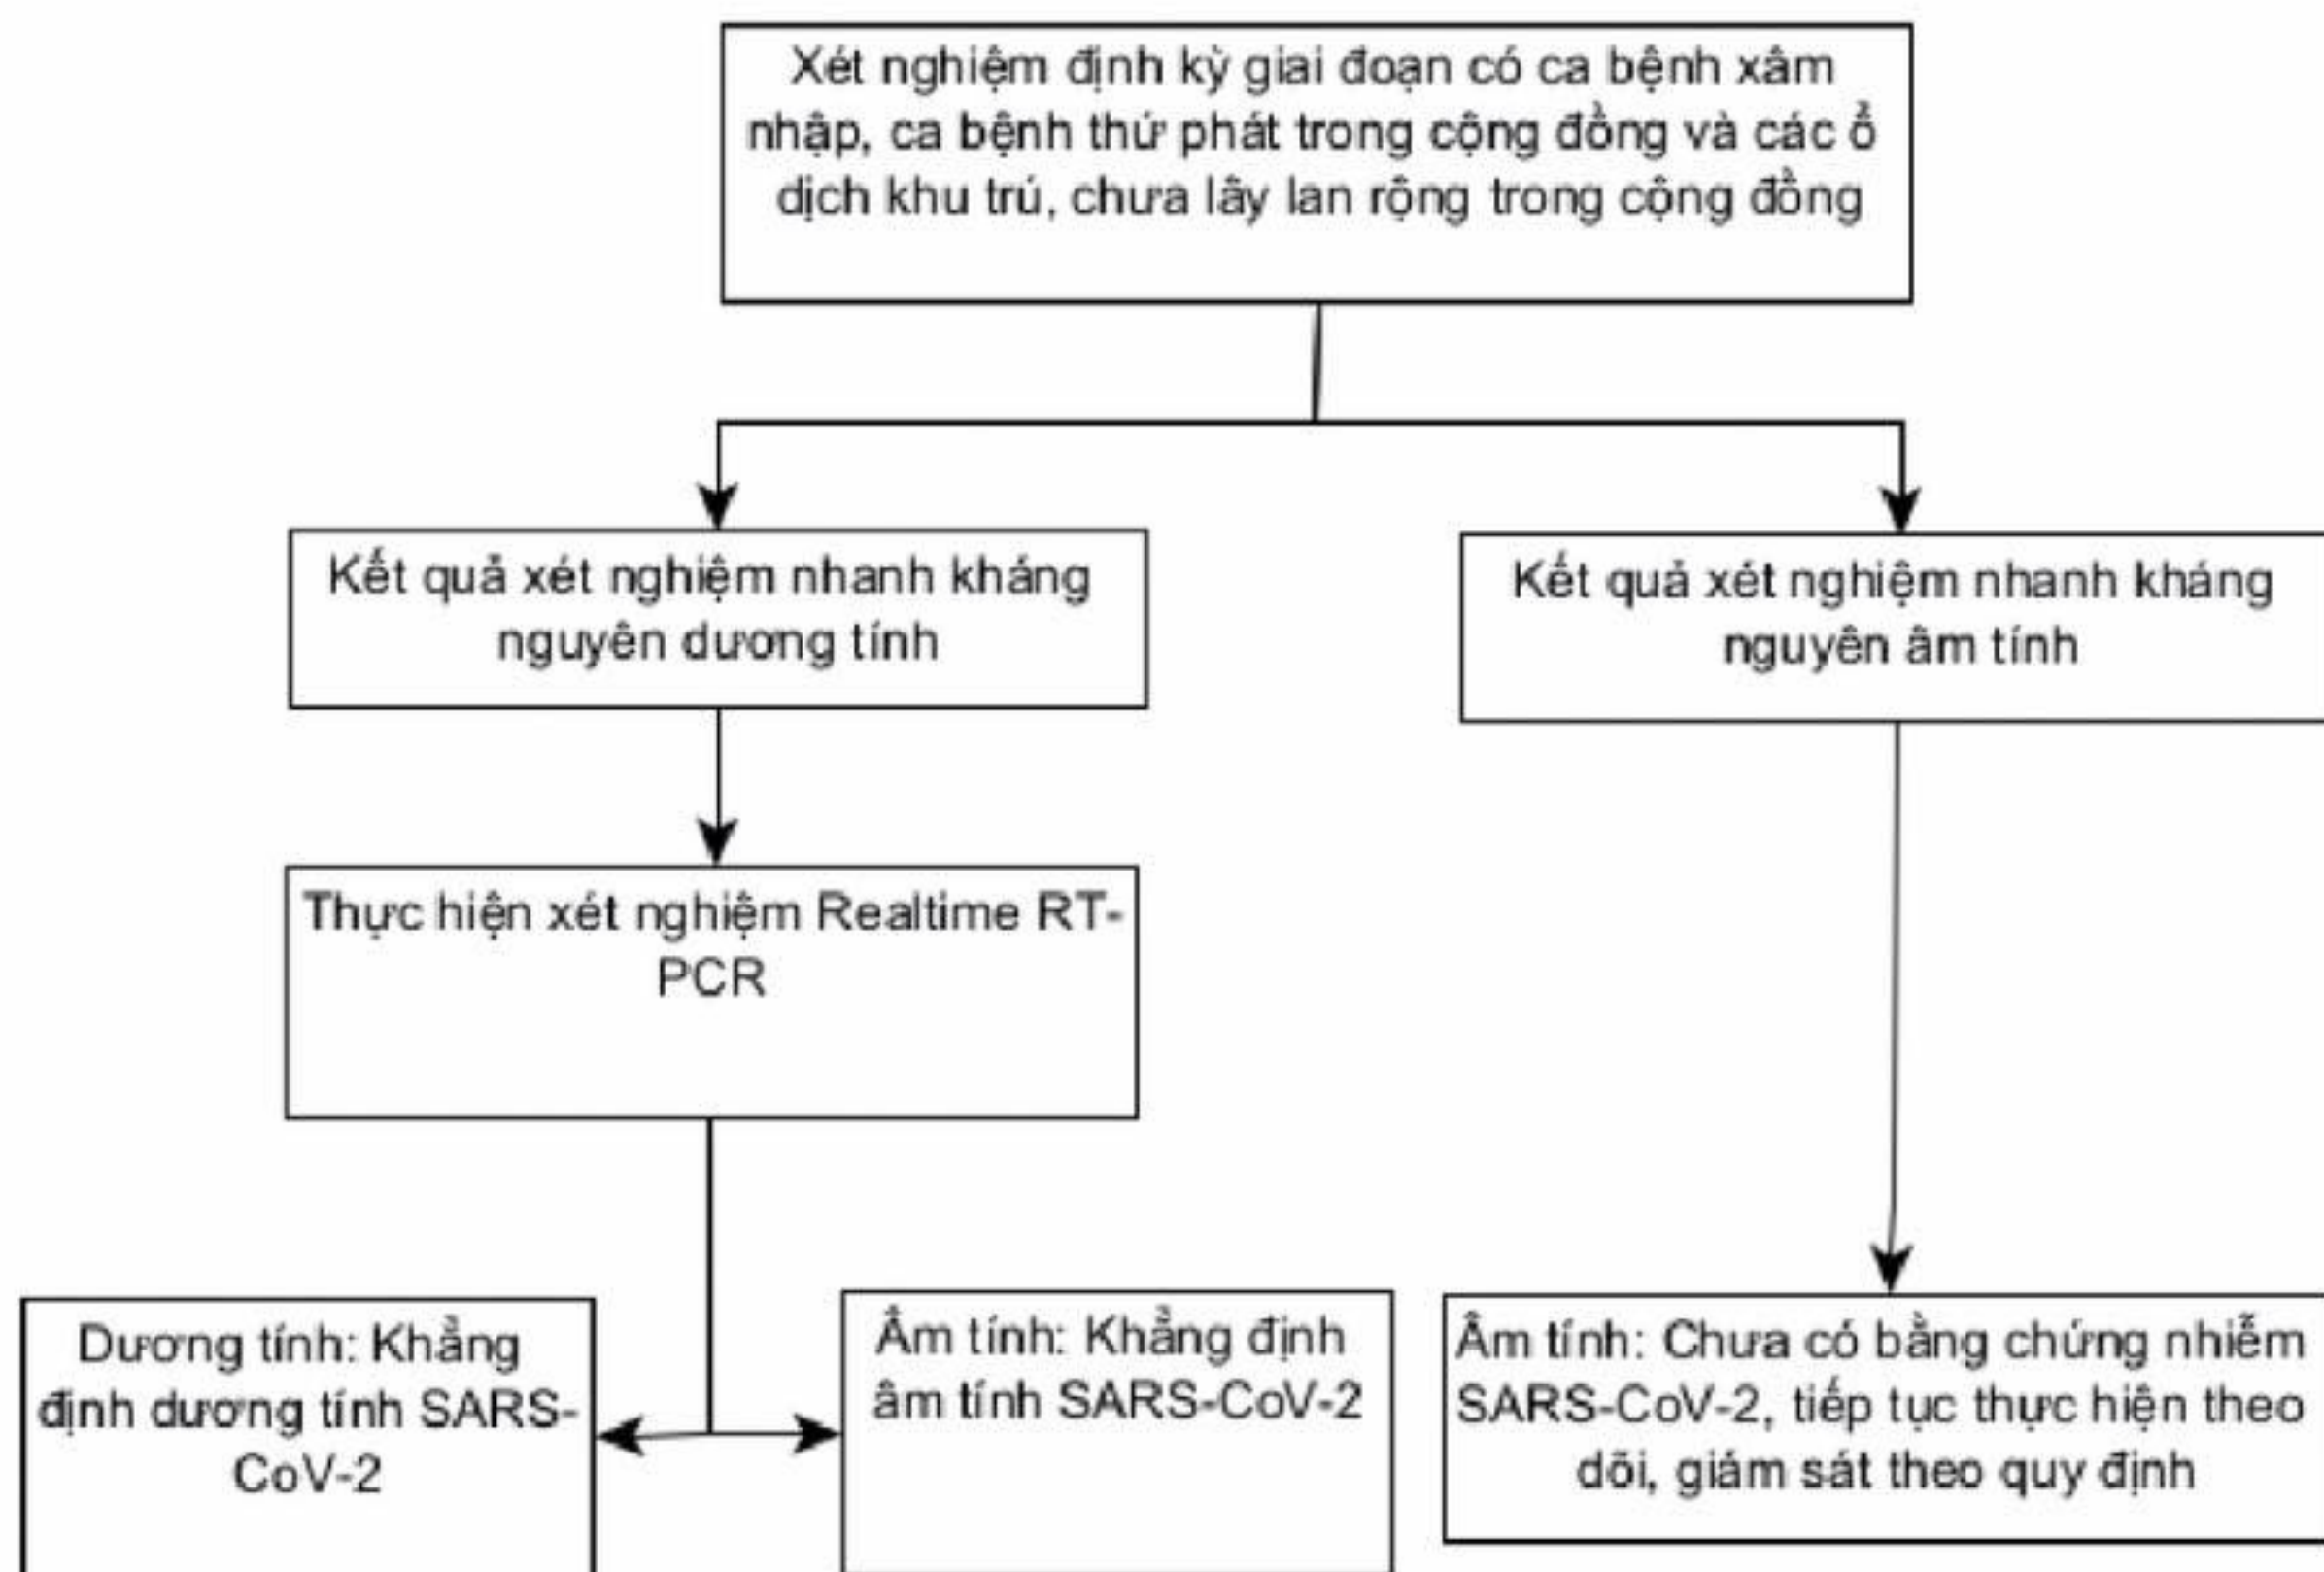 Xét nghiệm định kỳ giai đoạn có ca bệnh xâm
nhập, ca bệnh thứ phát trong cộng đồng và các ổ
dịch khu trú, chưa lây lan rộng trong cộng đồng
Kết quả xét nghiệm nhanh kháng
nguyên dương tính
Kết quả xét nghiệm nhanh kháng
nguyên âm tính
Thực hiện xét nghiệm Realtime RT-
PCR
Dương tính: Khẳng
định dương tính SARS-
CoV-2
Âm tính: Khẳng định
âm tính SARS-CoV-2
Âm tính: Chưa có bằng chứng nhiễm
SARS-CoV-2, tiếp tục thực hiện theo
dõi, giám sát theo quy định